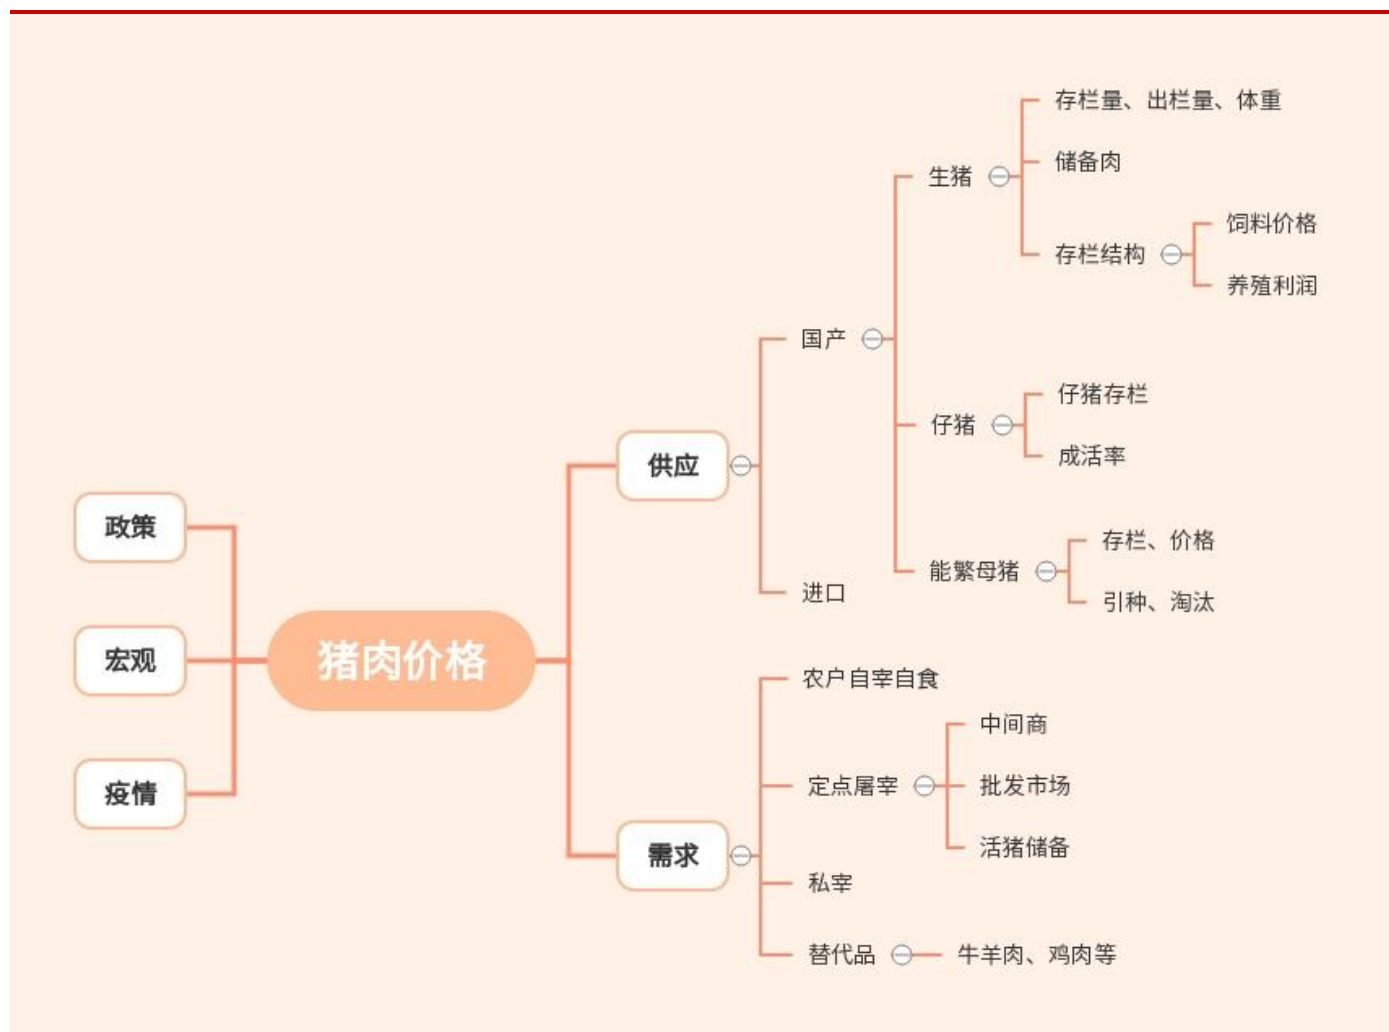 政策
宏观
疫情
猪肉价格
供应
国产
生猪
存栏量、出栏量、体重
储备肉
存栏结构
饲料价格
养殖利润
仔猪
仔猪存栏
成活率
能繁母猪
存栏、价格
引种、淘汰
进口
需求
农户自宰自食
定点屠宰
中间商
批发市场
活猪储备
私宰
替代品
牛羊肉、鸡肉等